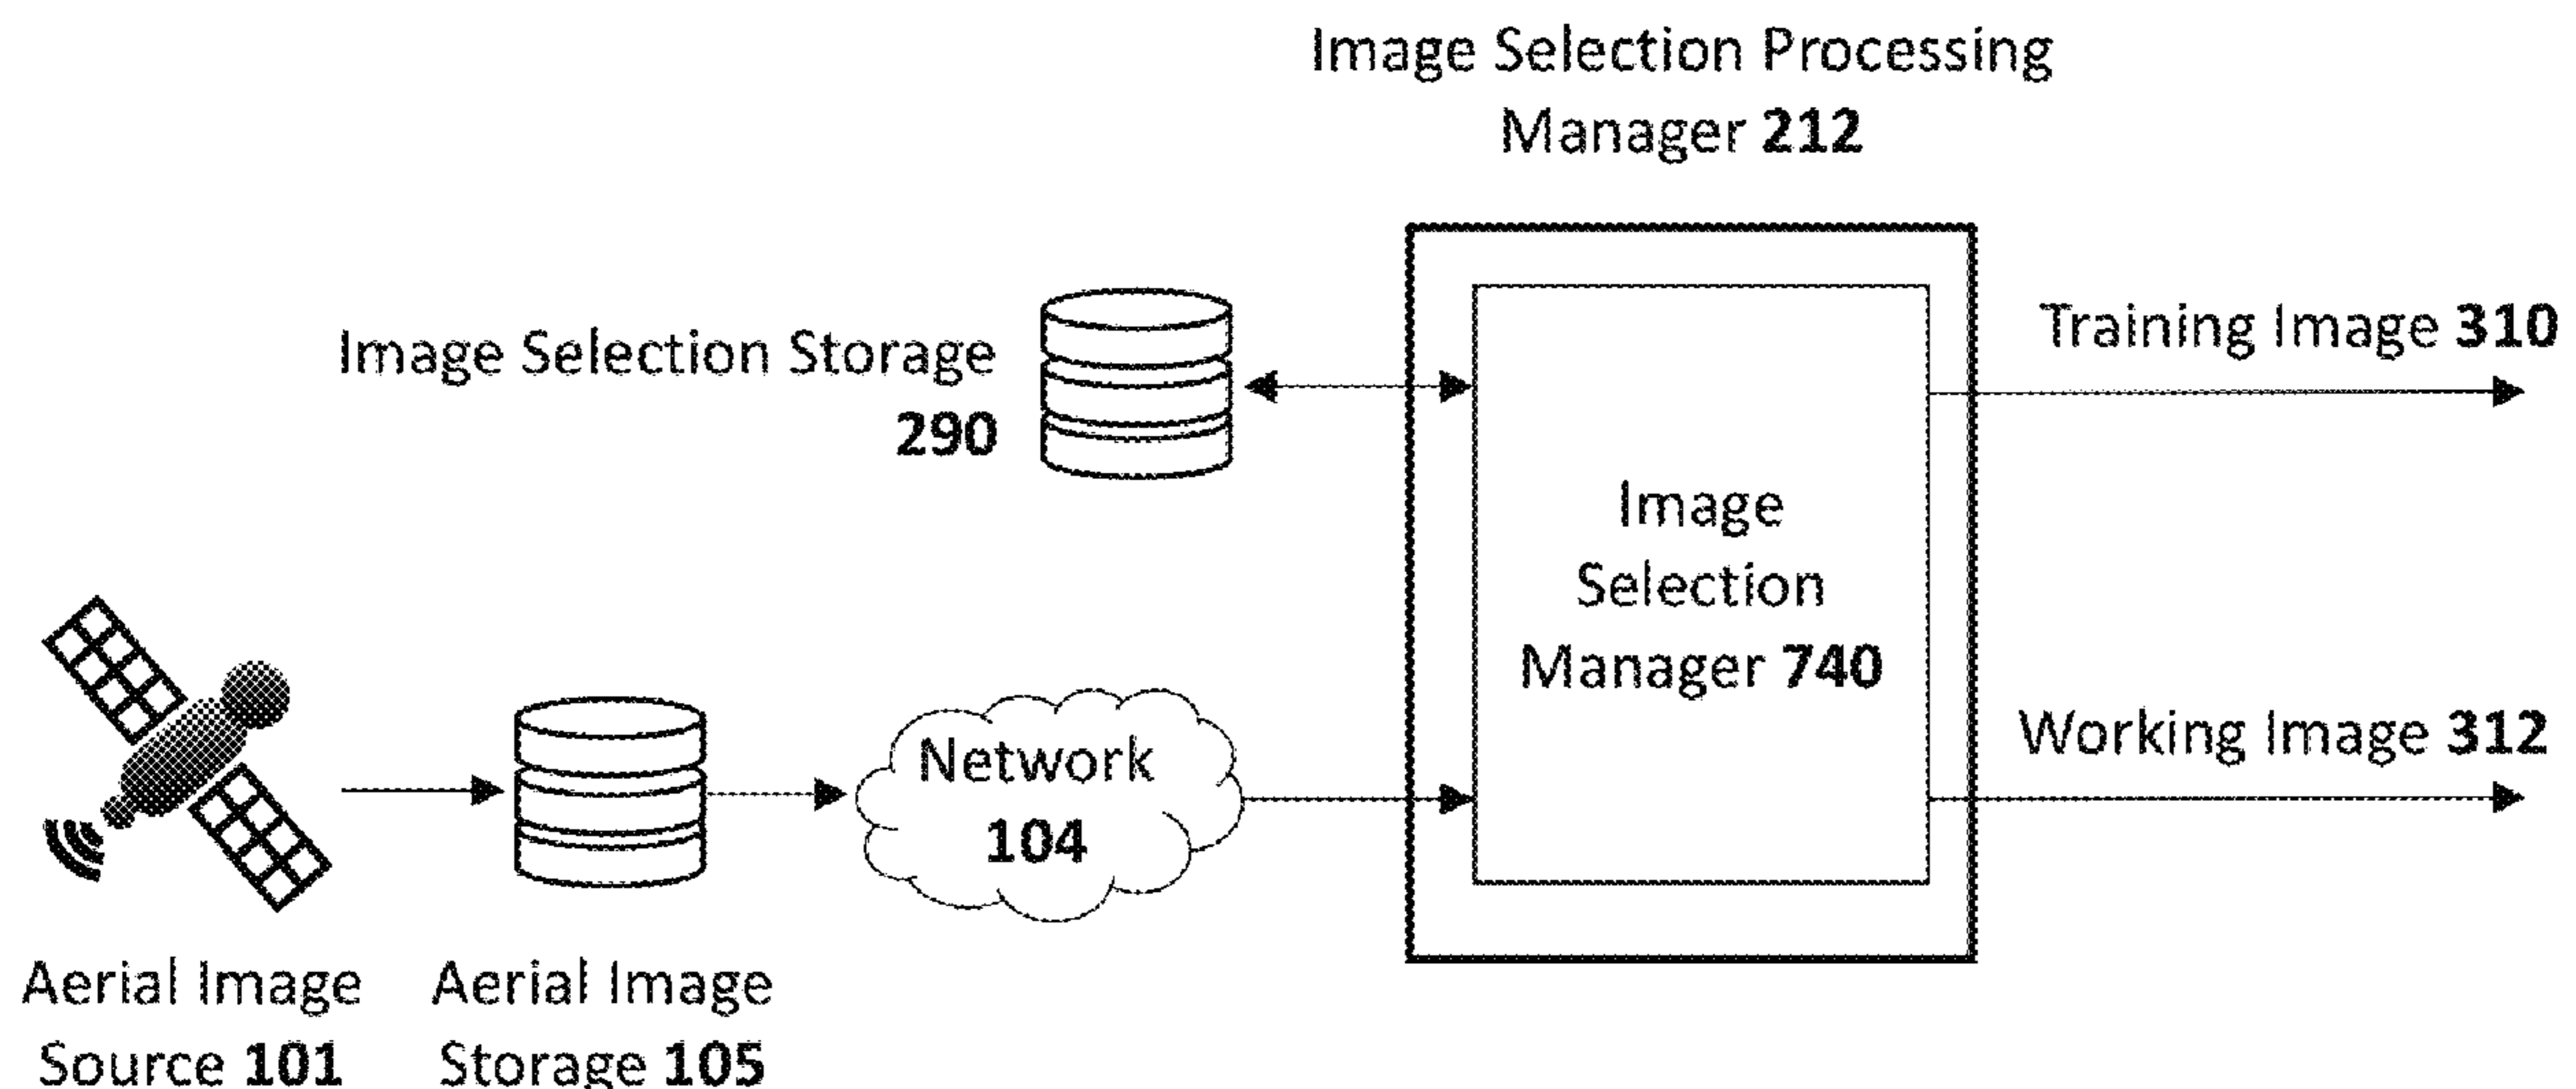 Image Selection Processing
Manager 212
Image Selection Storage
290
Training Image 310
Image
Selection
Manager 740
Working Image 312
Network
104
Aerial Image
Source 101
Aerial Image
Storage 105